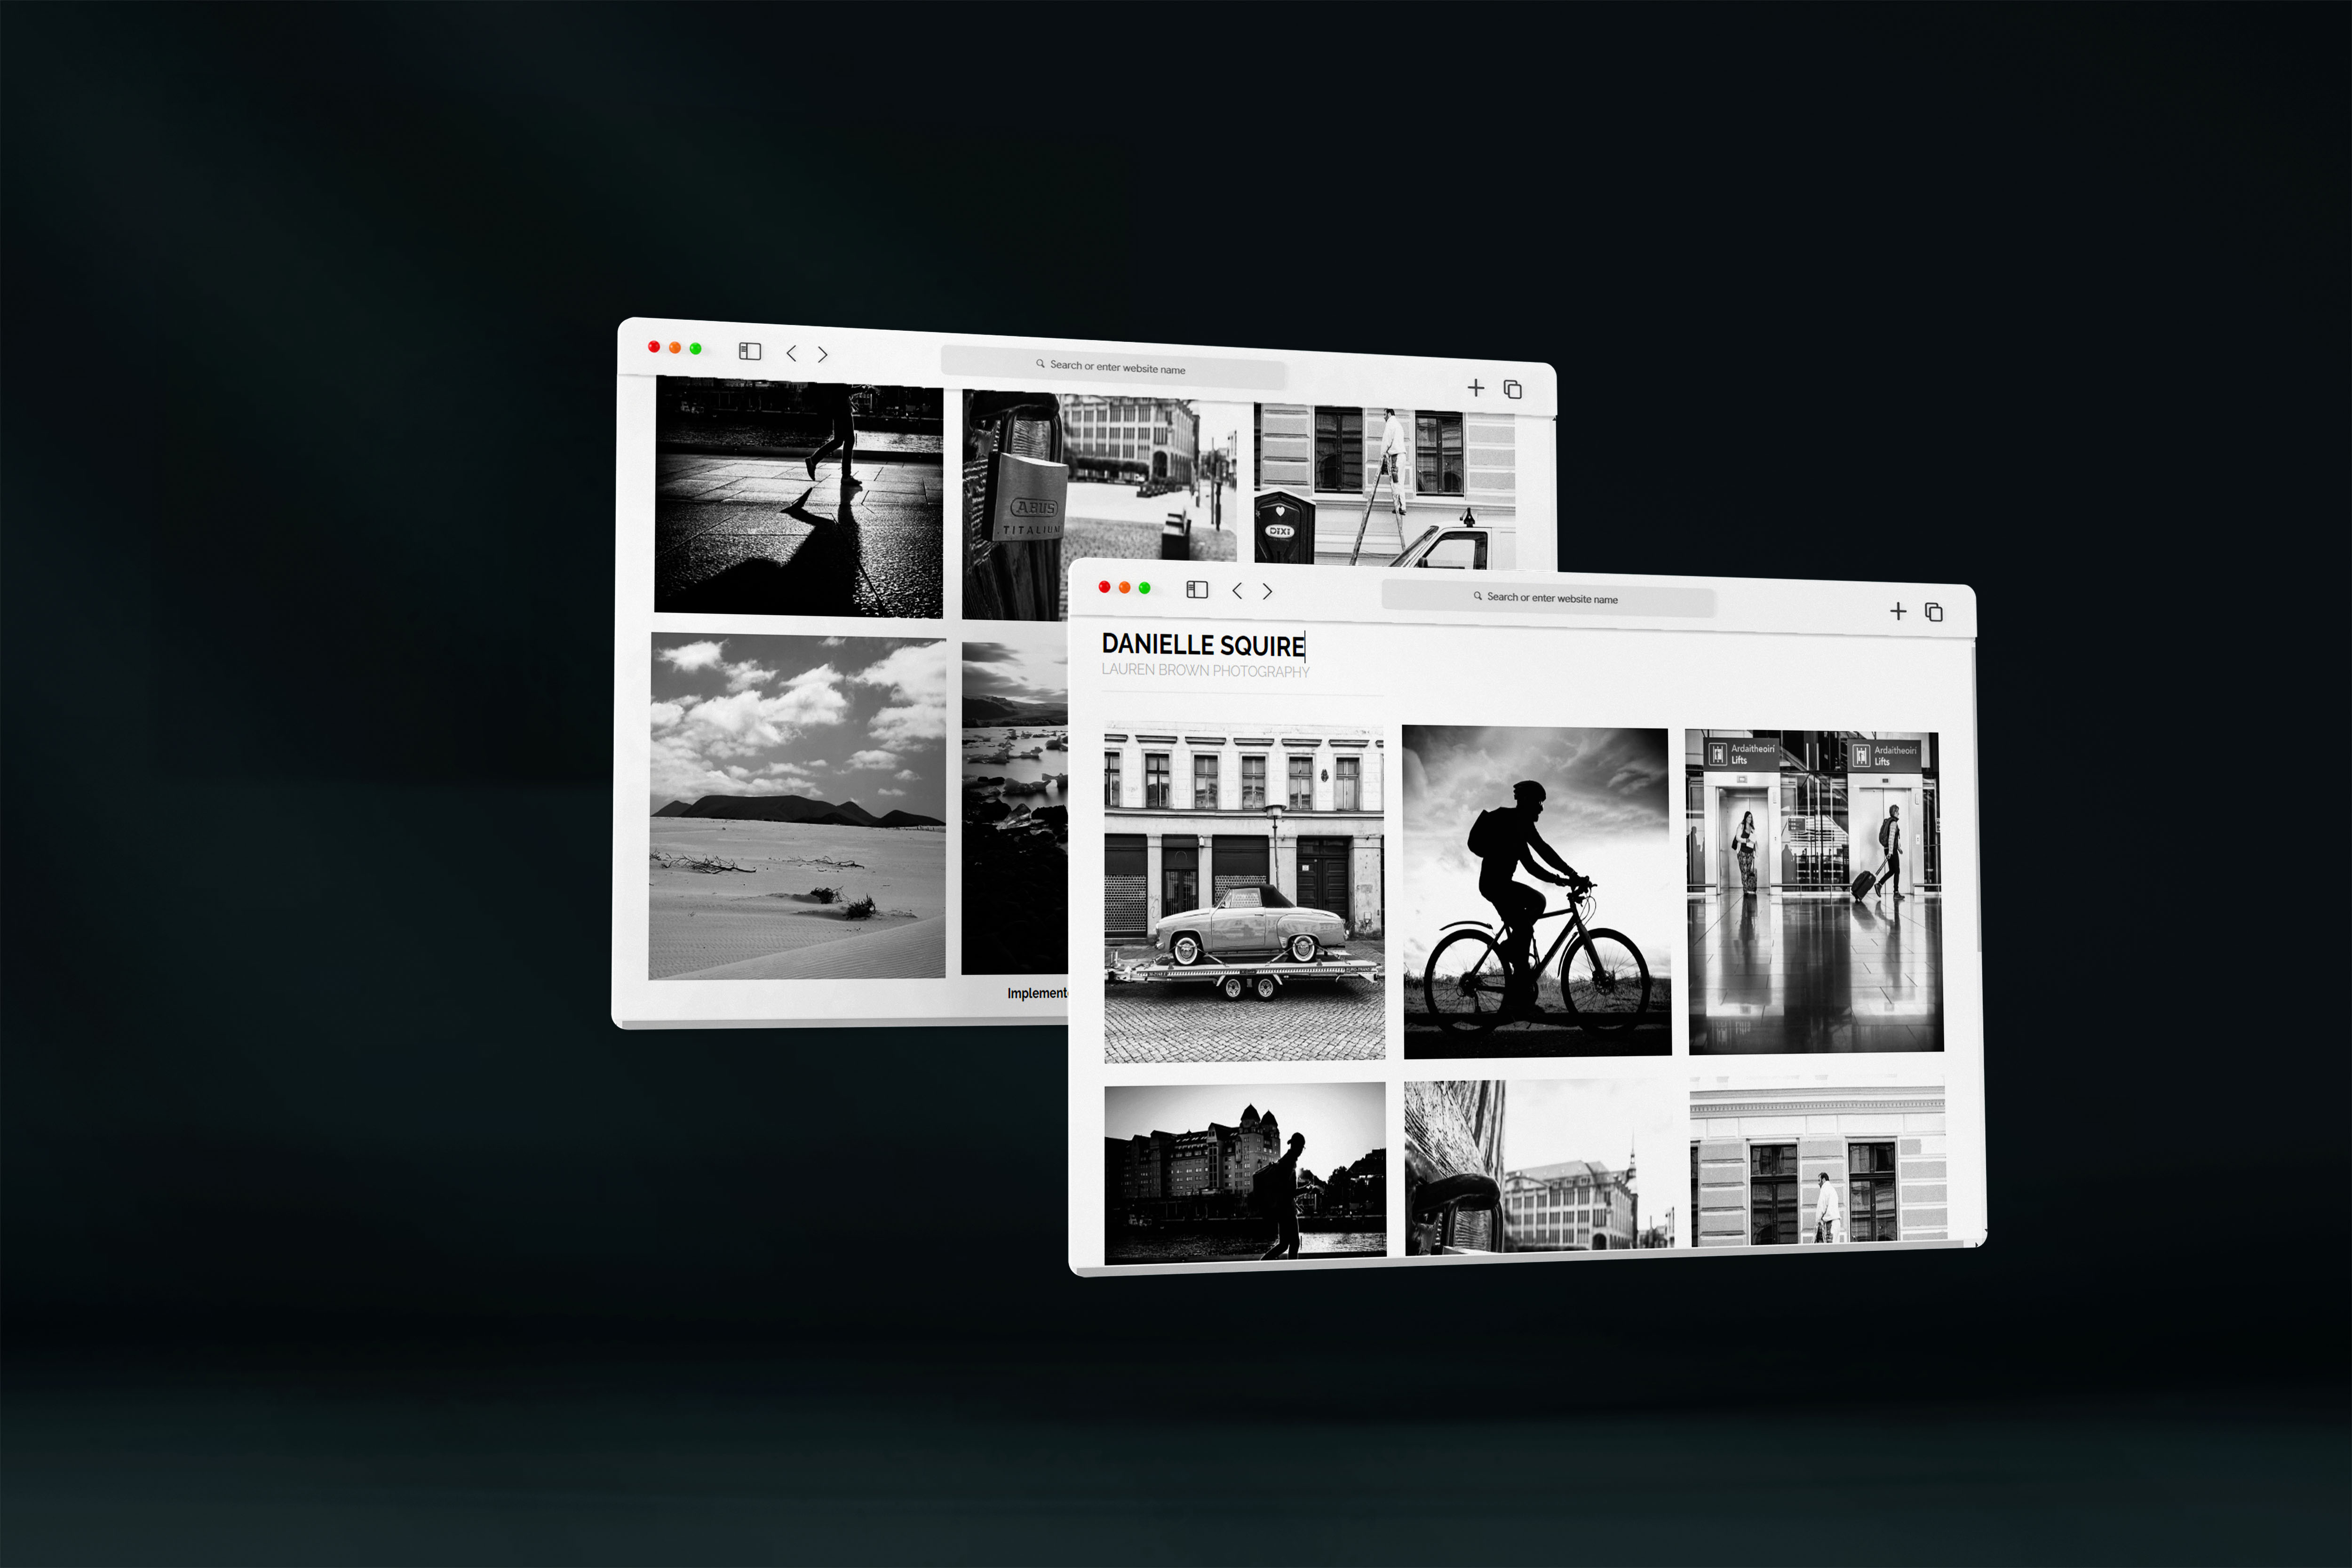 Search or enter website name
ABUS
TITALIUM
DIXI
Implement
Search or enter website name
DANIELLE SQUIRE
LAUREN BROWN PHOTOGRAPHY
Ardaitheoirí
Lifts
Ardaitheoirí
Lifts